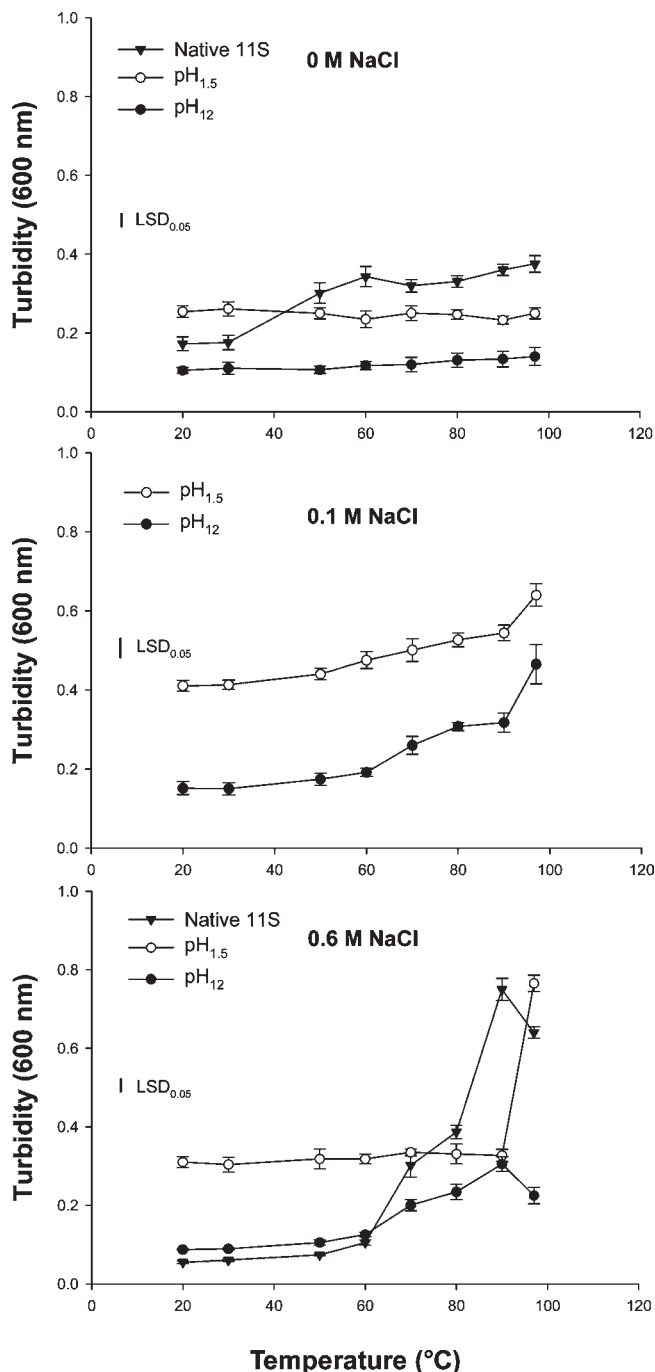 1.0
0.8
0.6
0.4
0.2
0.0
Turbidity (600 nm)
Native 11S
pH1.5
pH12
0 M NaCl
LSD0.05
0 20 40 60 80 100 120
1.0
0.8
0.6
0.4
0.2
0.0
Turbidity (600 nm)
pH1.5
pH12
0.1 M NaCl
LSD0.05
0 20 40 60 80 100 120
1.0
0.8
0.6
0.4
0.2
0.0
Turbidity (600 nm)
Native 11S
pH1.5
pH12
0.6 M NaCl
LSD0.05
0 20 40 60 80 100 120
Temperature (°C)